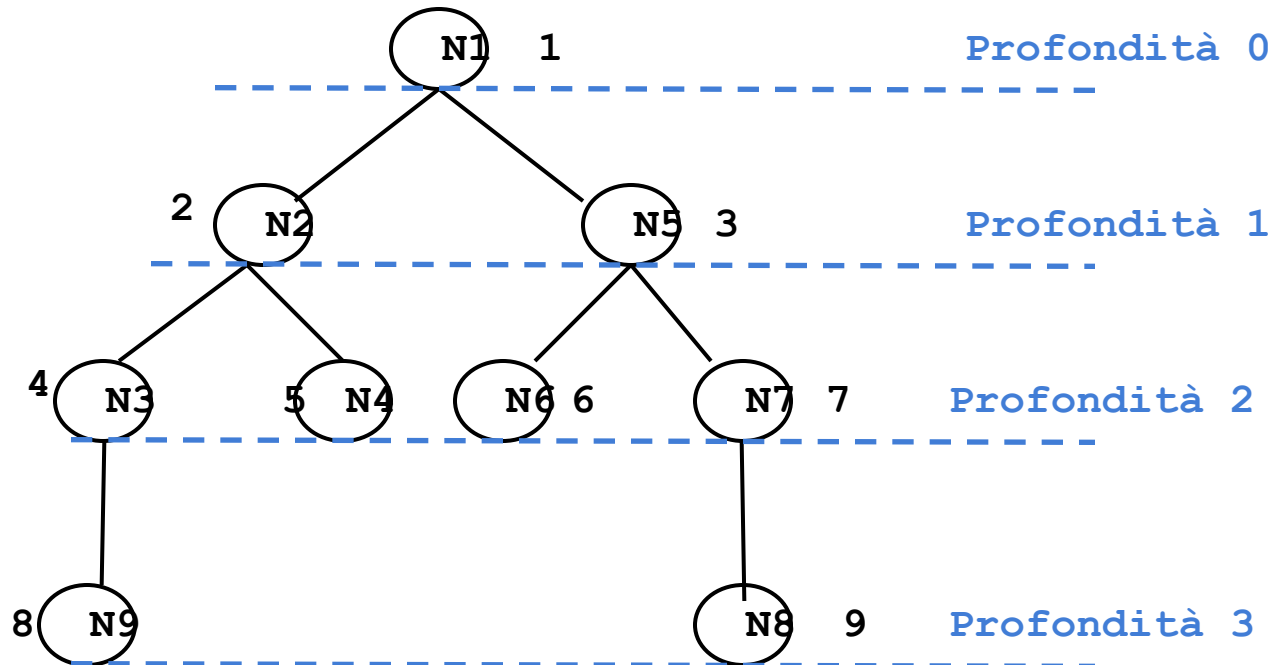 N1 1 Profondità 0
2 N2 N5 3 Profondità 1
4 N3 5 N4 N6 6 N7 7 Profondità 2
8 N9 N8 9 Profondità 3